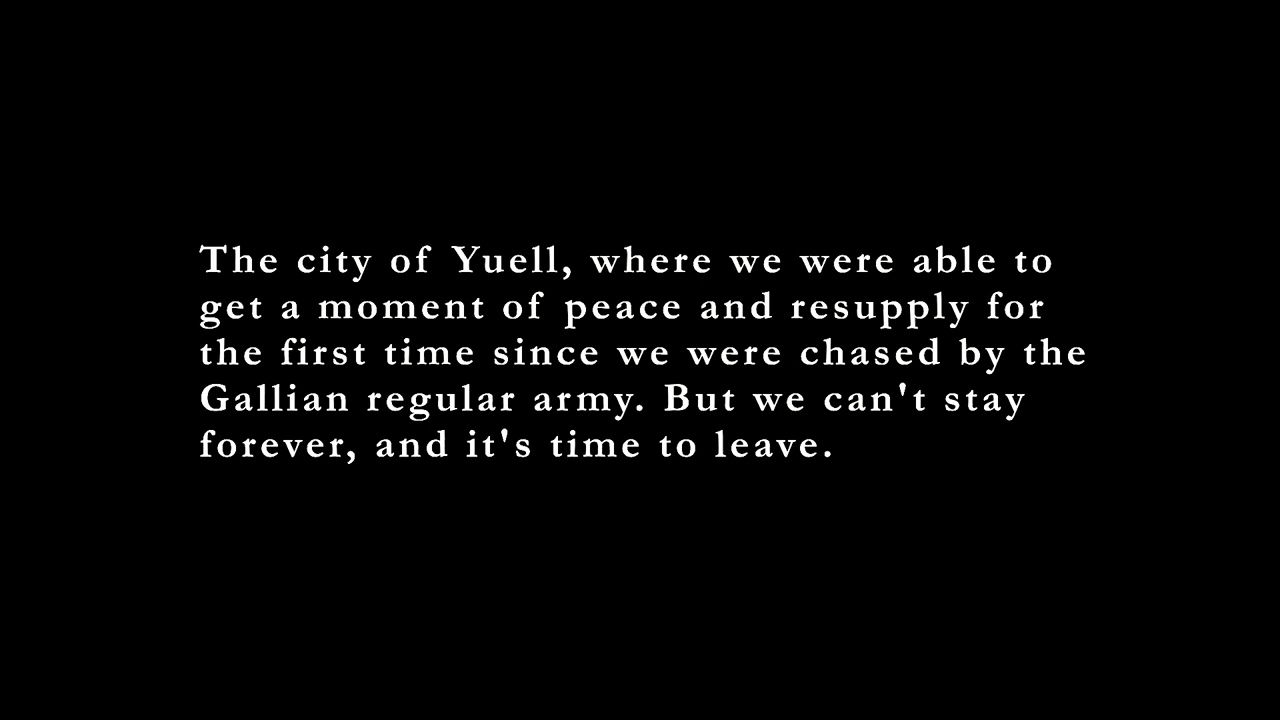 The city of Yuell, where we were able to
get a moment of peace and resupply for
the first time since we were chased by the
Gallian regular army. But we can't stay
forever, and it's time to leave.